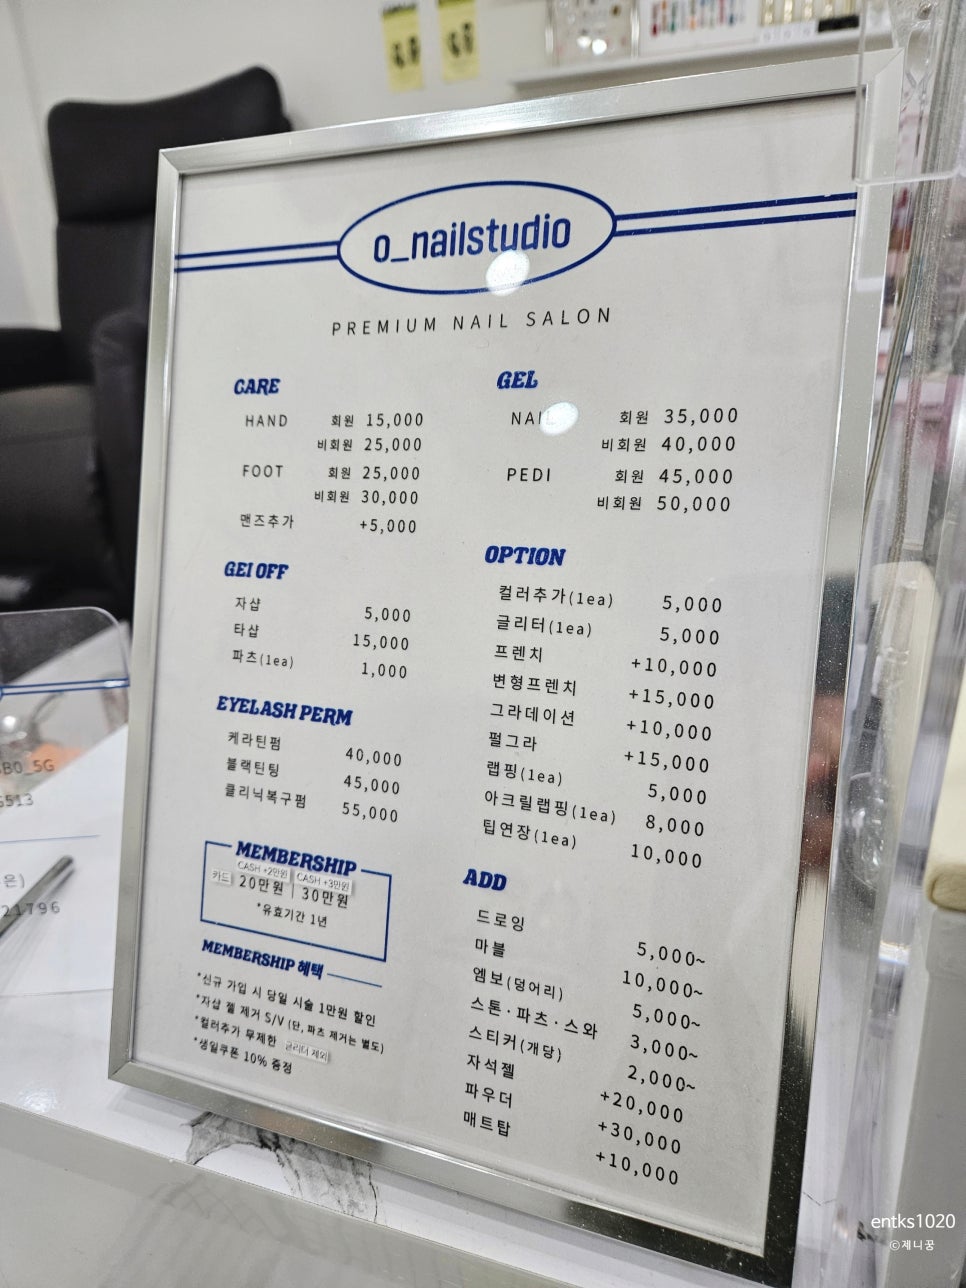 o_nailstudio
PREMIUM NAIL SALON
CARE
HAND 회원 15,000
비회원 25,000
FOOT 회원 25,000
비회원 30,000
맨즈추가 +5,000
GEl OFF
자샵 5,000
타샵 15,000
파츠(1ea) 1,000
EYELASH PERM
케라틴펌 40,000
블랙틴팅 45,000
클리닉복구펌 55,000
MEMBERSHIP
CASH +2만원 CASH +3만원
카드 20만원 | 30만원
*유효기간 1년
MEMBERSHIP 혜택
*신규 가입 시 당일 시술 1만원 할인
*자샵 젤 제거 S/V (단, 파츠 제거는 별도)
*컬러추가 무제한 글리터 제외
*생일쿠폰 10% 증정
GEL
NAIL 회원 35,000
비회원 40,000
PEDI 회원 45,000
비회원 50,000
OPTION
컬러추가(1ea) 5,000
글리터(1ea) 5,000
프렌치 +10,000
변형프렌치 +15,000
그라데이션 +10,000
펄그라 +15,000
랩핑(1ea) 5,000
아크릴랩핑(1ea) 8,000
팁연장(1ea) 10,000
ADD
드로잉 5,000~
마블 10,000~
엠보(덩어리) 5,000~
스톤·파츠·스와 3,000~
스티커(개당) 2,000~
자석젤 +20,000
파우더 +30,000
매트탑 +10,000
은)
21796
entks1020
©제니꿍